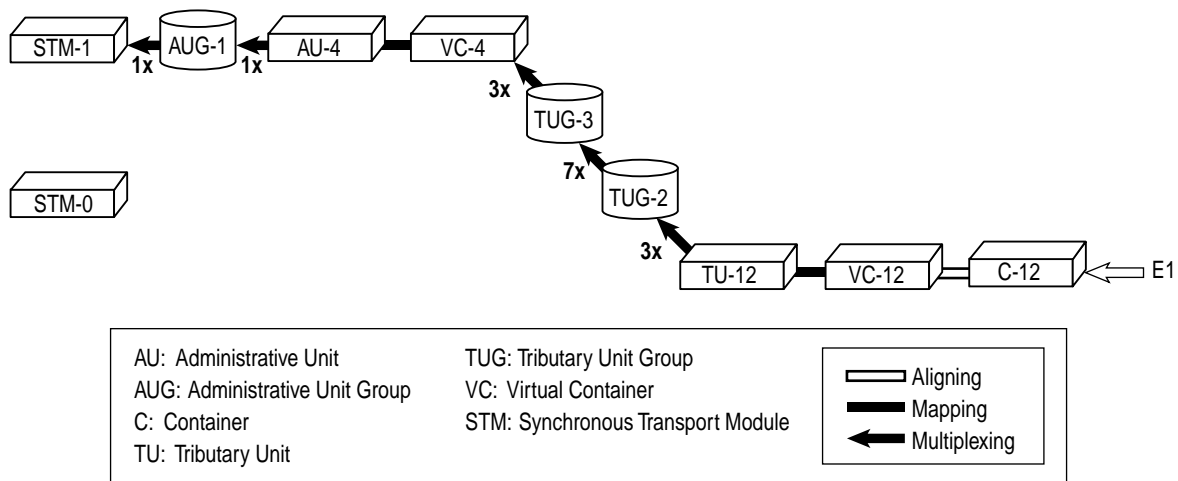 STM-1
AUG-1
AU-4
VC-4
1x
1x
3x
TUG-3
7x
STM-0
TUG-2
3x
TU-12
VC-12
C-12
E1
AU: Administrative Unit
AUG: Administrative Unit Group
C: Container
TU: Tributary Unit
TUG: Tributary Unit Group
VC: Virtual Container
STM: Synchronous Transport Module
Aligning
Mapping
Multiplexing